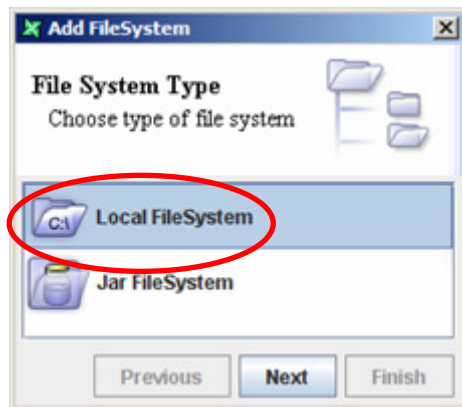 Add FileSystem
File System Type
Choose type of file system
C:\
Local FileSystem
Jar FileSystem
Previous Next Finish